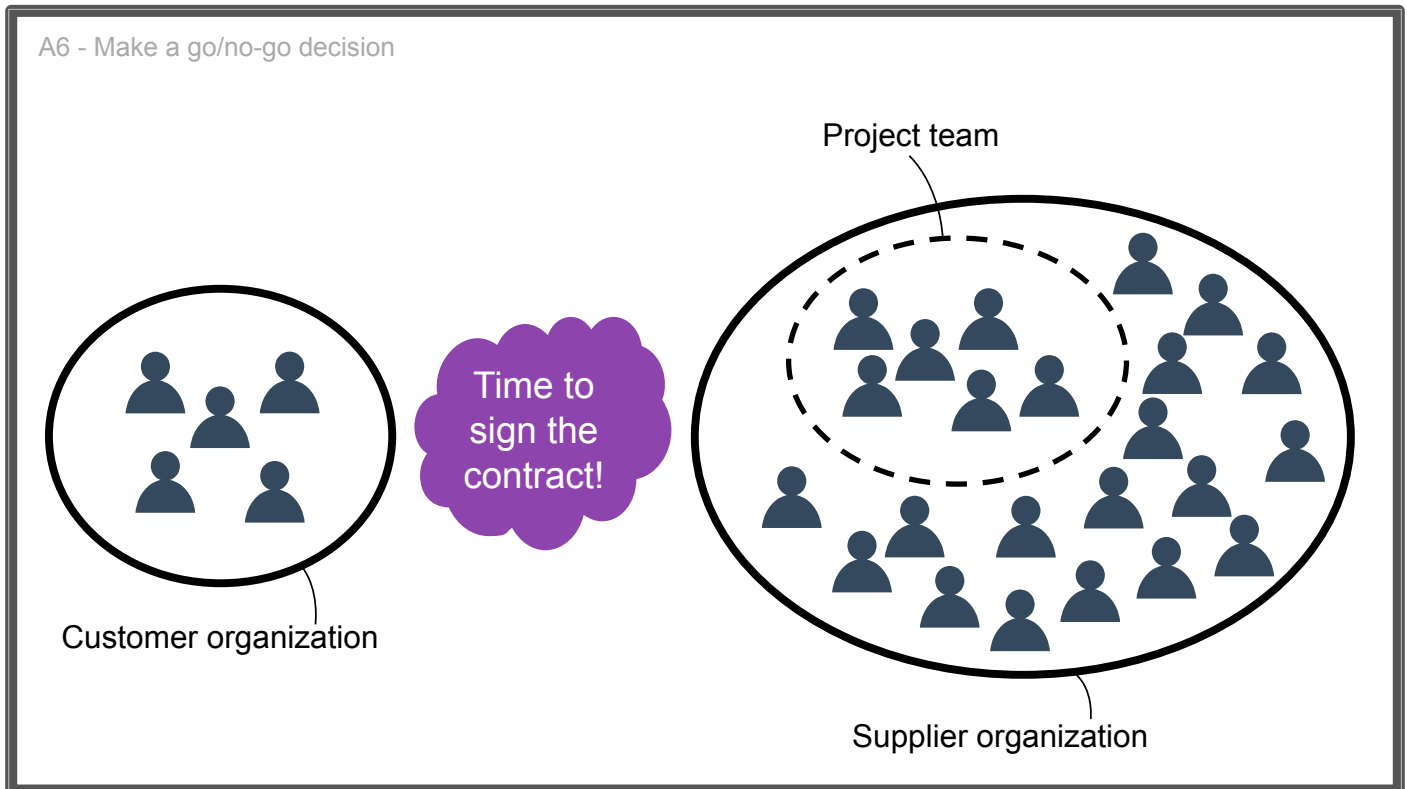 A6 - Make a go/no-go decision
Project team
Time to
sign the
contract!
Customer organization
Supplier organization